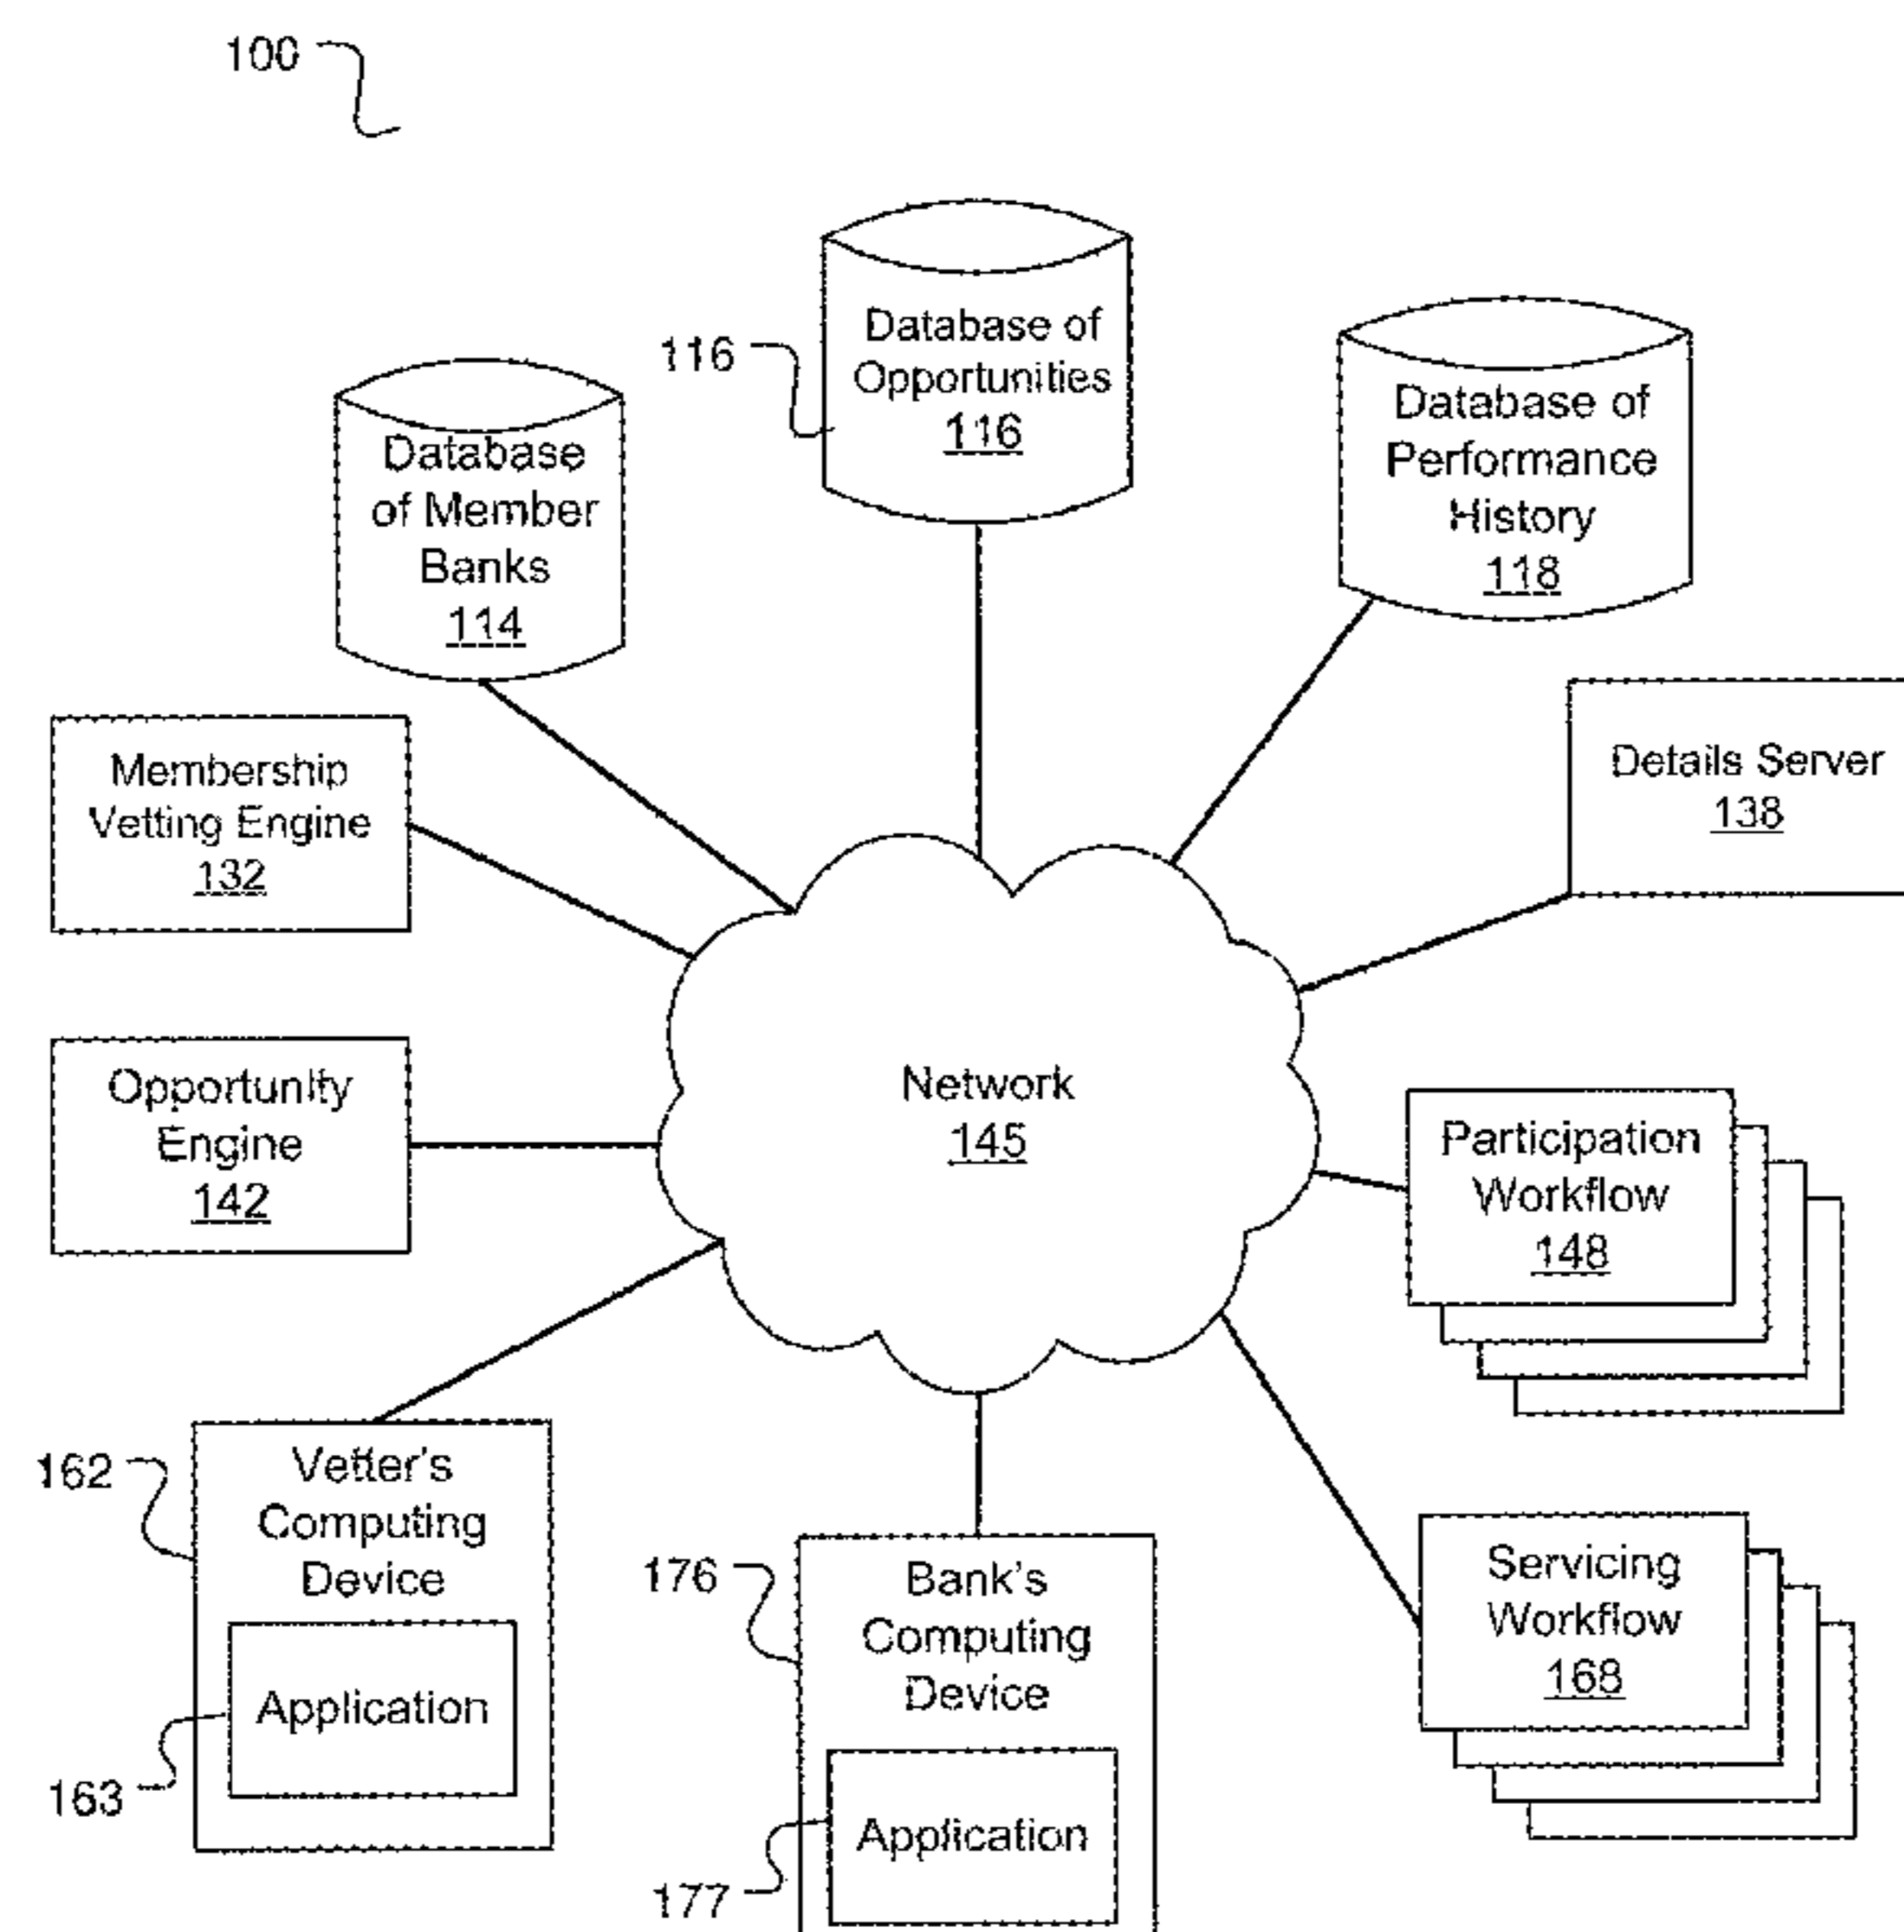 100
Database of
Opportunities
116
116
Database of
Performance
History
118
Database
of Member
Banks
114
Membership
Vetting Engine
132
Details Server
138
Network
145
Opportunity
Engine
142
Participation
Workflow
148
162
Vetter's
Computing
Device
Application
163
176
Bank's
Computing
Device
Application
177
Servicing
Workflow
168